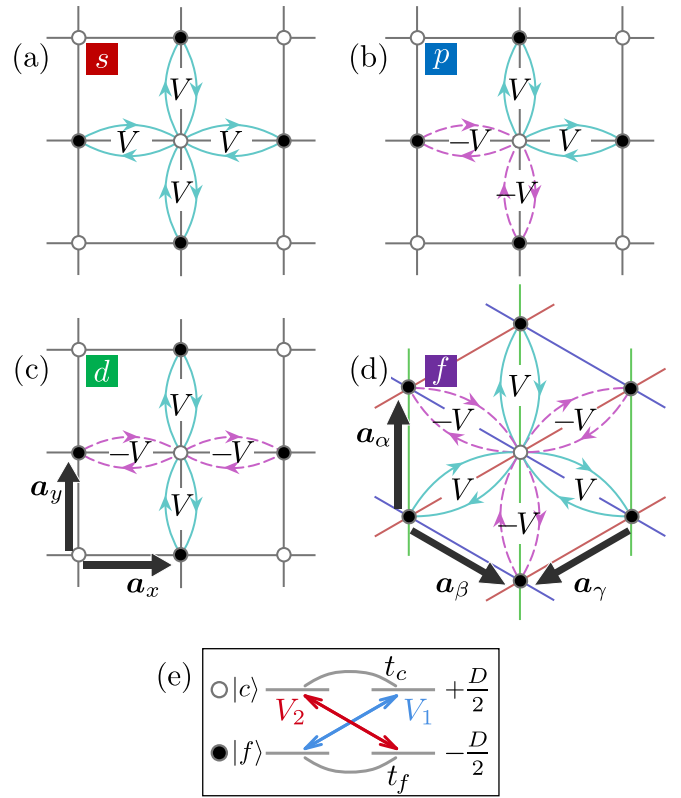 (a) s
V
V V
V
(b) p
V
−V V
−V
(c) d
V
−V −V
V
a_y
a_x
(d) f
V
−V −V
V V
−V
a_α
a_β a_γ
(e)
|c⟩ t_c +D/2
V_2 V_1
|f⟩ t_f −D/2